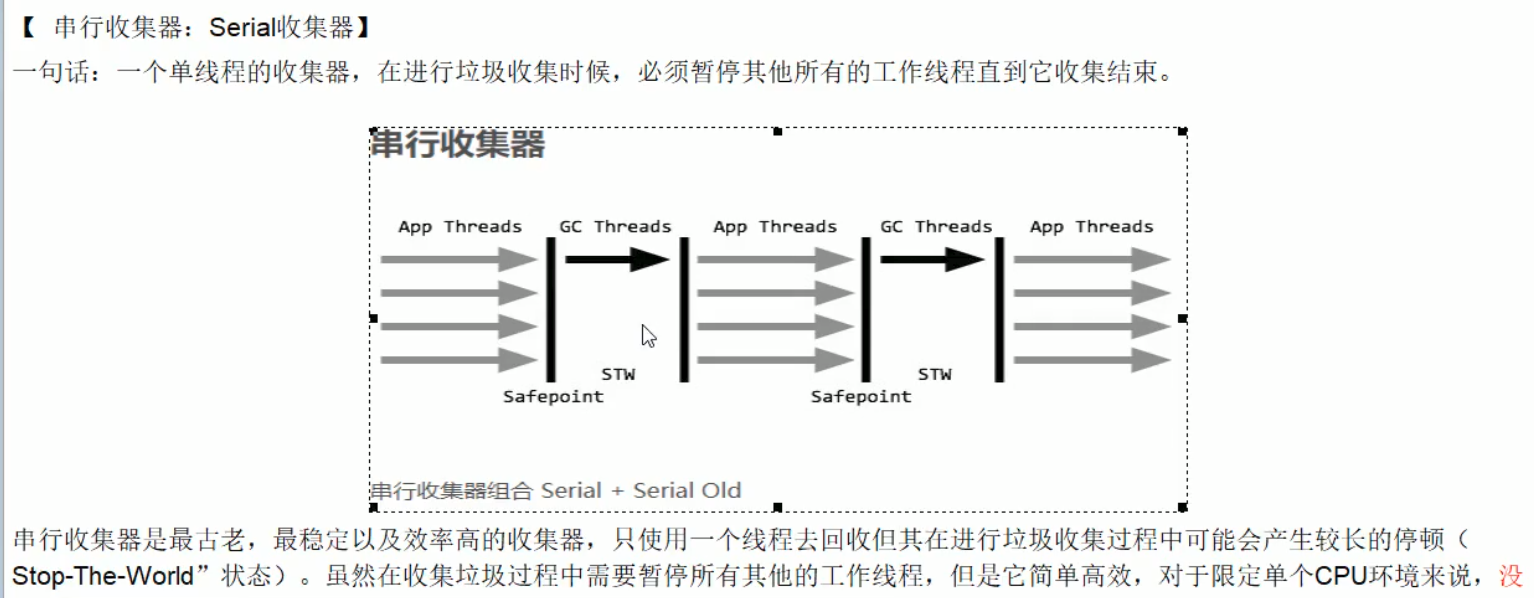 【 串行收集器：Serial收集器】
一句话：一个单线程的收集器，在进行垃圾收集时候，必须暂停其他所有的工作线程直到它收集结束。
串行收集器
App Threads GC Threads App Threads GC Threads App Threads
STW STW
Safepoint Safepoint
串行收集器组合 Serial + Serial Old
串行收集器是最古老，最稳定以及效率高的收集器，只使用一个线程去回收但其在进行垃圾收集过程中可能会产生较长的停顿（
Stop-The-World”状态）。虽然在收集垃圾过程中需要暂停所有其他的工作线程，但是它简单高效，对于限定单个CPU环境来说，没